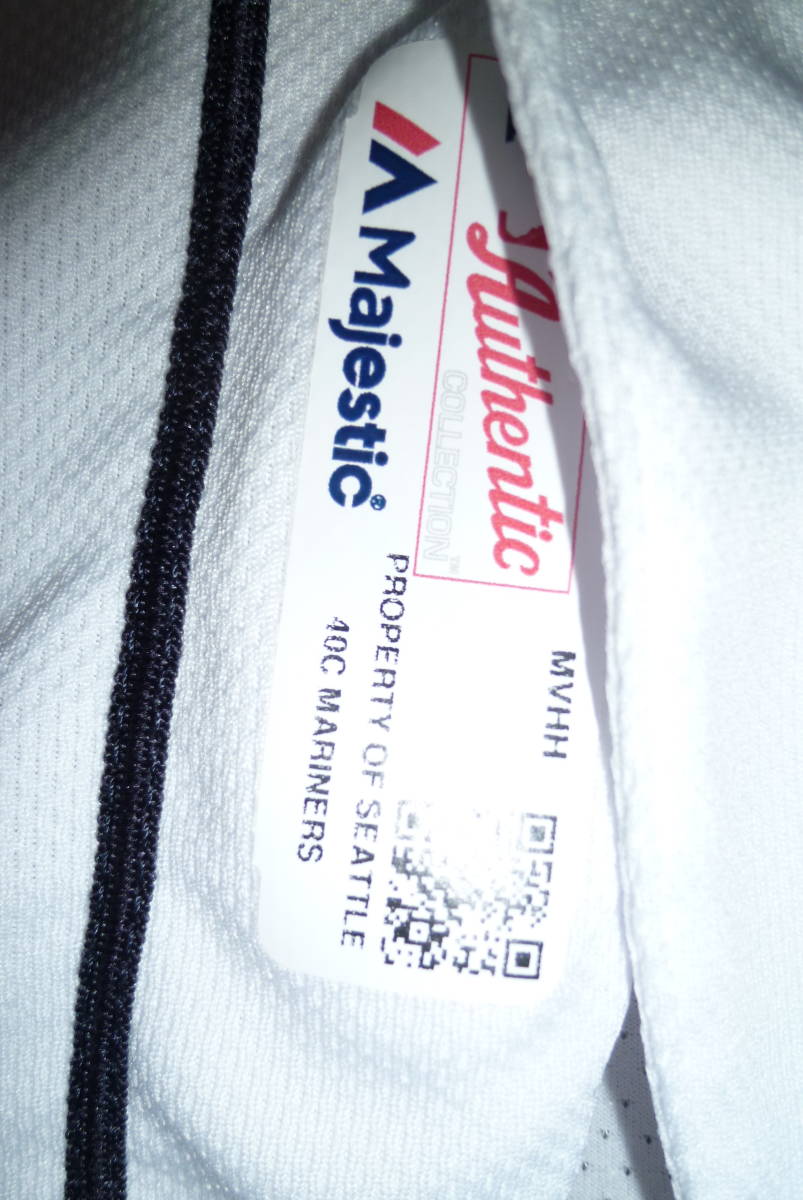 Authentic
COLLECTION™
Majestic®
MVHH
PROPERTY OF SEATTLE
40C MARINERS